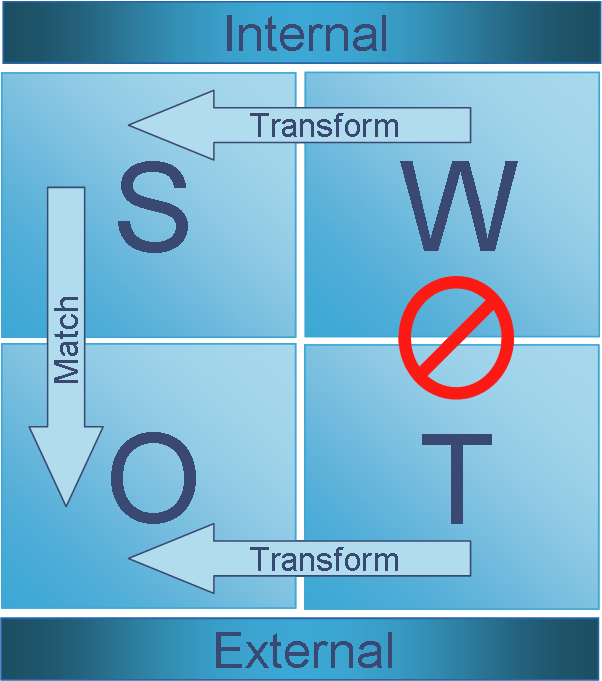 Internal
Transform
S
W
Match
O
T
Transform
External